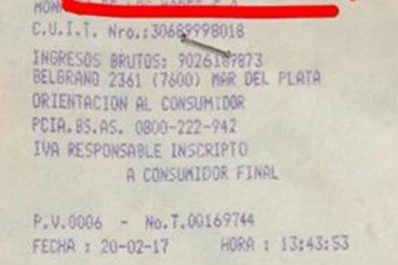 C.U.I.T. Nro.:30689998018
INGRESOS BRUTOS: 9026189873
BELGRANO 2361 (7600) MAR DEL PLATA
ORIENTACION AL CONSUMIDOR
PCIA.BS.AS. 0800-222-942
IVA RESPONSABLE INSCRIPTO
A CONSUMIDOR FINAL
P.V.0006 - No.T.00169744
FECHA : 20-02-17 HORA : 13:43:53